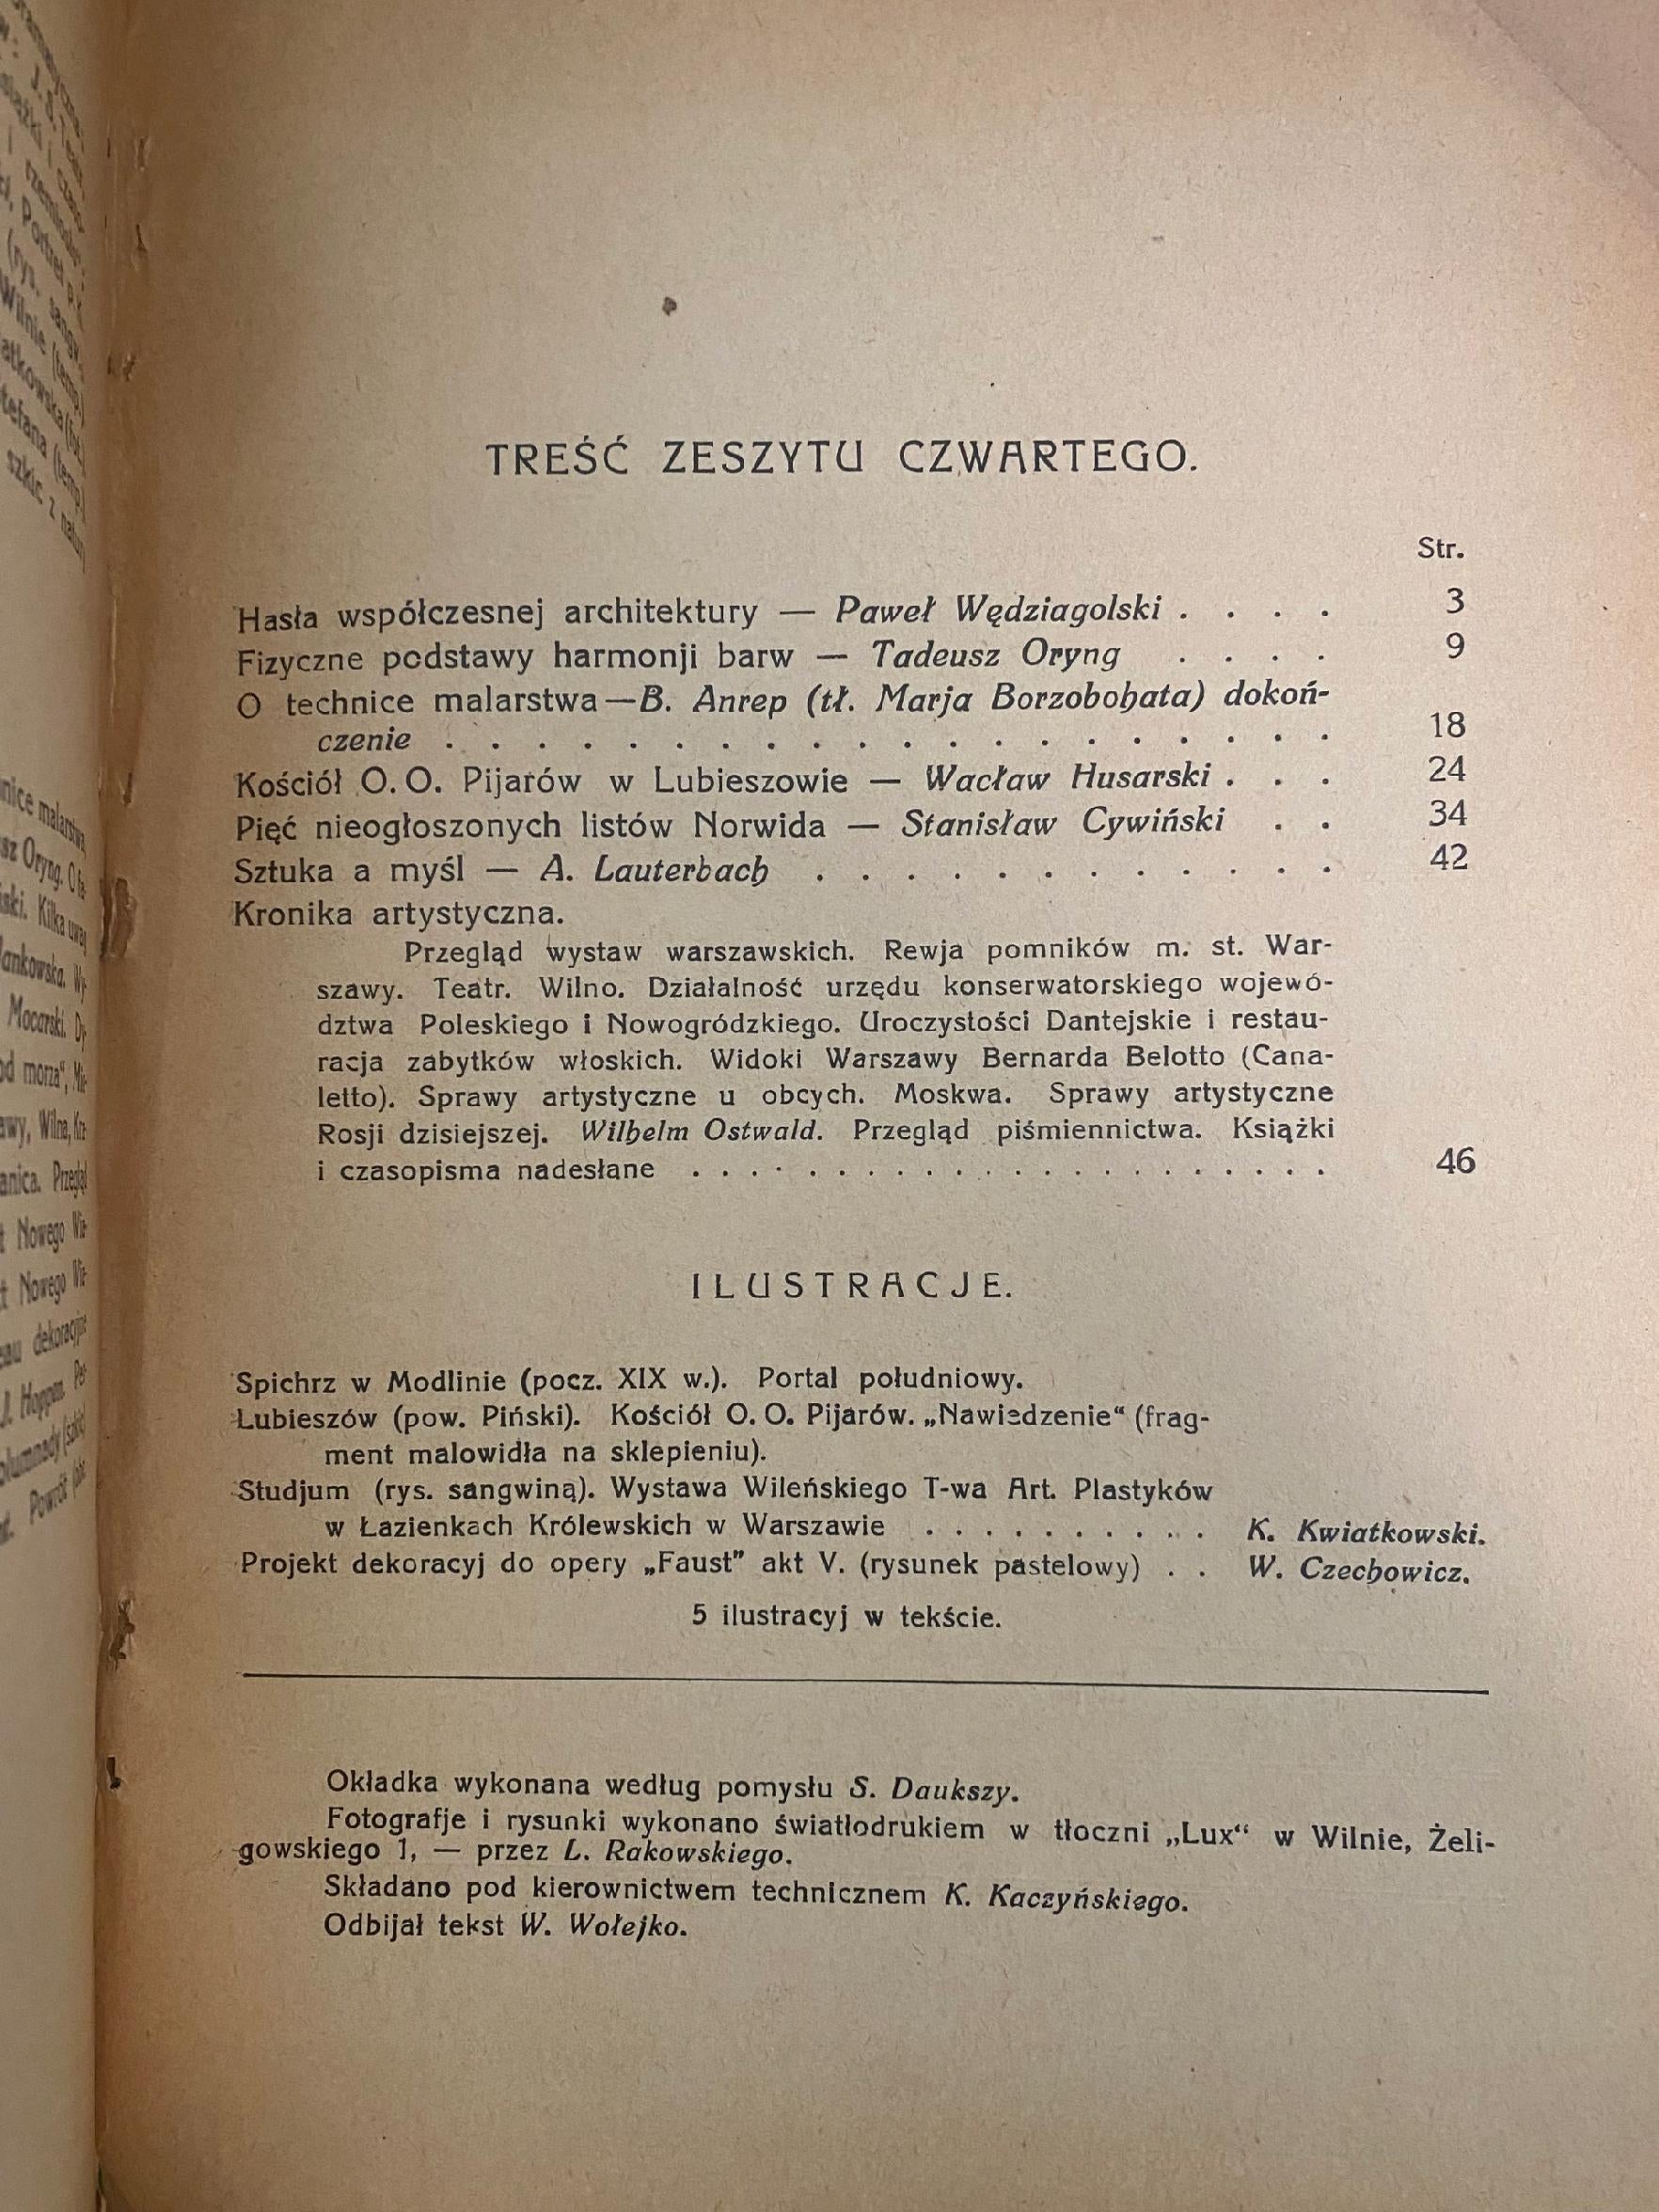 TREŚĆ ZESZYTU CZWARTEGO.
Str.
Hasła współczesnej architektury — Paweł Wędziagolski . . . . 3
Fizyczne podstawy harmonji barw — Tadeusz Oryng . . . . 9
O technice malarstwa—B. Anrep (tł. Marja Borzobohata) dokoń-
czenie . . . . . . . . . . . . . . . . . . . . 18
Kościół O. O. Pijarów w Lubieszowie — Wacław Husarski . . . 24
Pięć nieogłoszonych listów Norwida — Stanisław Cywiński . . 34
Sztuka a myśl — A. Lauterbach . . . . . . . . . . . . 42
Kronika artystyczna.
Przegląd wystaw warszawskich. Rewja pomników m. st. War-
szawy. Teatr. Wilno. Działalność urzędu konserwatorskiego wojewó-
dztwa Poleskiego i Nowogródzkiego. Uroczystości Dantejskie i restau-
racja zabytków włoskich. Widoki Warszawy Bernarda Belotto (Cana-
letto). Sprawy artystyczne u obcych. Moskwa. Sprawy artystyczne
Rosji dzisiejszej. Wilhelm Ostwald. Przegląd piśmiennictwa. Książki
i czasopisma nadesłane . . . . . . . . . . . . . . . . . . . . . 46
ILUSTRACJE.
Spichrz w Modlinie (pocz. XIX w.). Portal południowy.
Lubieszów (pow. Piński). Kościół O. O. Pijarów. „Nawiedzenie“ (frag-
ment malowidła na sklepieniu).
Studjum (rys. sangwiną). Wystawa Wileńskiego T-wa Art. Plastyków
w Łazienkach Królewskich w Warszawie . . . . . . . . . . K. Kwiatkowski.
Projekt dekoracyj do opery „Faust” akt V. (rysunek pastelowy) . . W. Czechowicz.
5 ilustracyj w tekście.
Okładka wykonana według pomysłu S. Daukszy.
Fotografje i rysunki wykonano światłodrukiem w tłoczni „Lux“ w Wilnie, Żeli-
gowskiego 1, — przez L. Rakowskiego.
Składano pod kierownictwem technicznem K. Kaczyńskiego.
Odbijał tekst W. Wołejko.